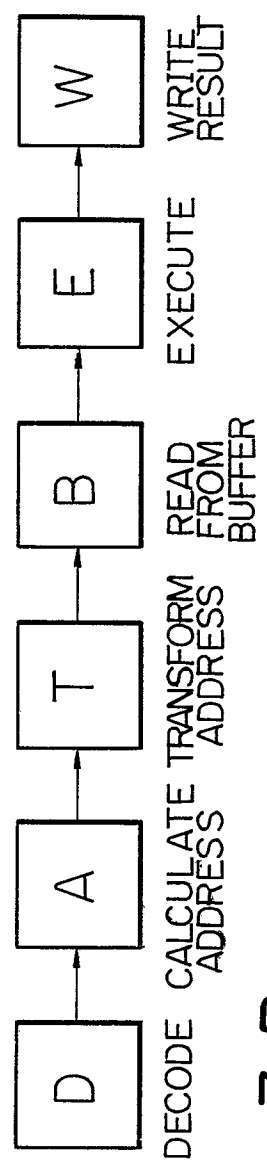 D
A
T
B
E
W
DECODE
CALCULATE
ADDRESS
TRANSFORM
ADDRESS
READ
FROM
BUFFER
EXECUTE
WRITE
RESULT